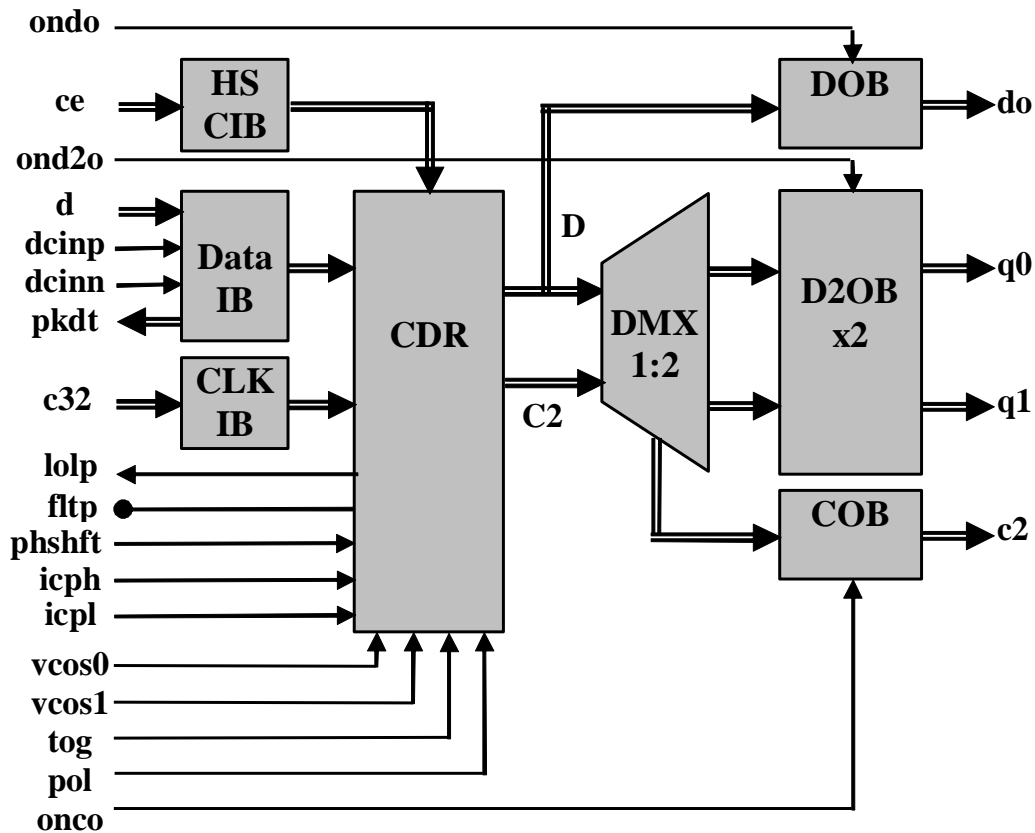 ondo
HS
CIB
DOB
ce
do
ond2o
d
dcinp
dcinn
pkdt
Data
IB
CDR
D
DMX
1:2
D2OB
x2
q0
c32
CLK
IB
C2
q1
lolp
fltp
phshft
icph
icpl
COB
c2
vcos0
vcos1
tog
pol
onco